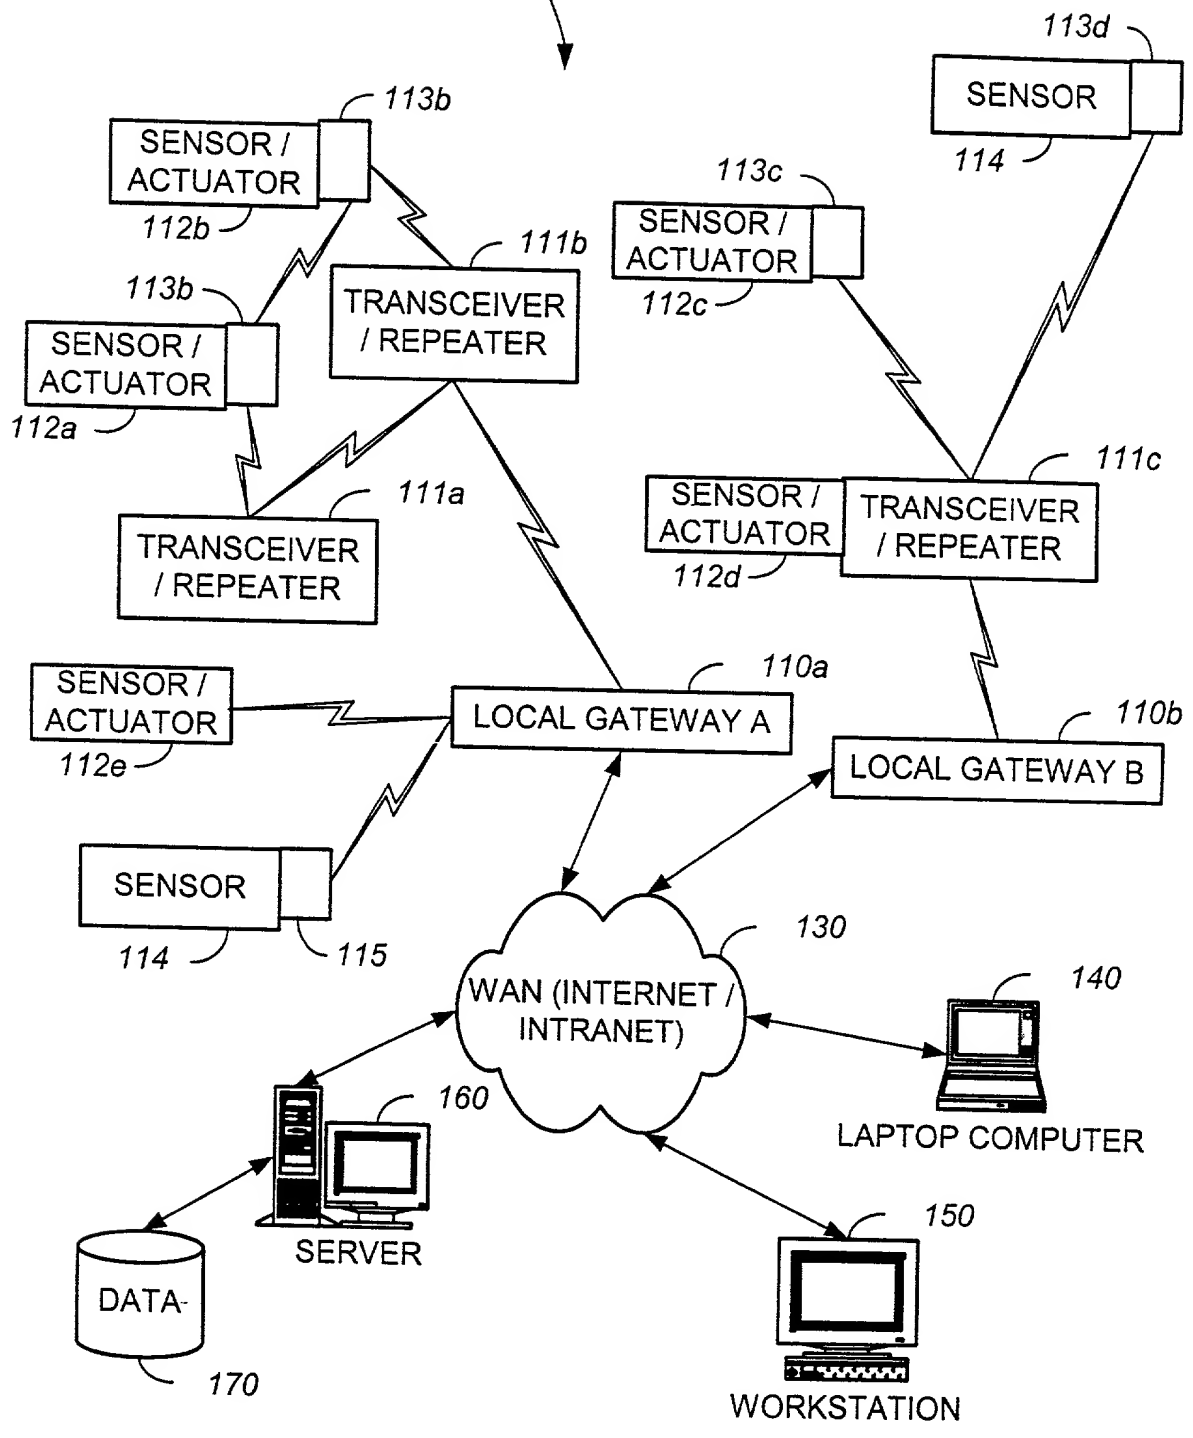 113d
SENSOR
114
113b
SENSOR /
ACTUATOR
112b
113c
SENSOR /
ACTUATOR
112c
111b
TRANSCEIVER
/ REPEATER
113b
SENSOR /
ACTUATOR
112a
111a
TRANSCEIVER
/ REPEATER
111c
SENSOR /
ACTUATOR
112d
TRANSCEIVER
/ REPEATER
110a
LOCAL GATEWAY A
SENSOR /
ACTUATOR
112e
110b
LOCAL GATEWAY B
SENSOR
114
115
130
WAN (INTERNET /
INTRANET)
140
LAPTOP COMPUTER
160
SERVER
150
WORKSTATION
DATA
170